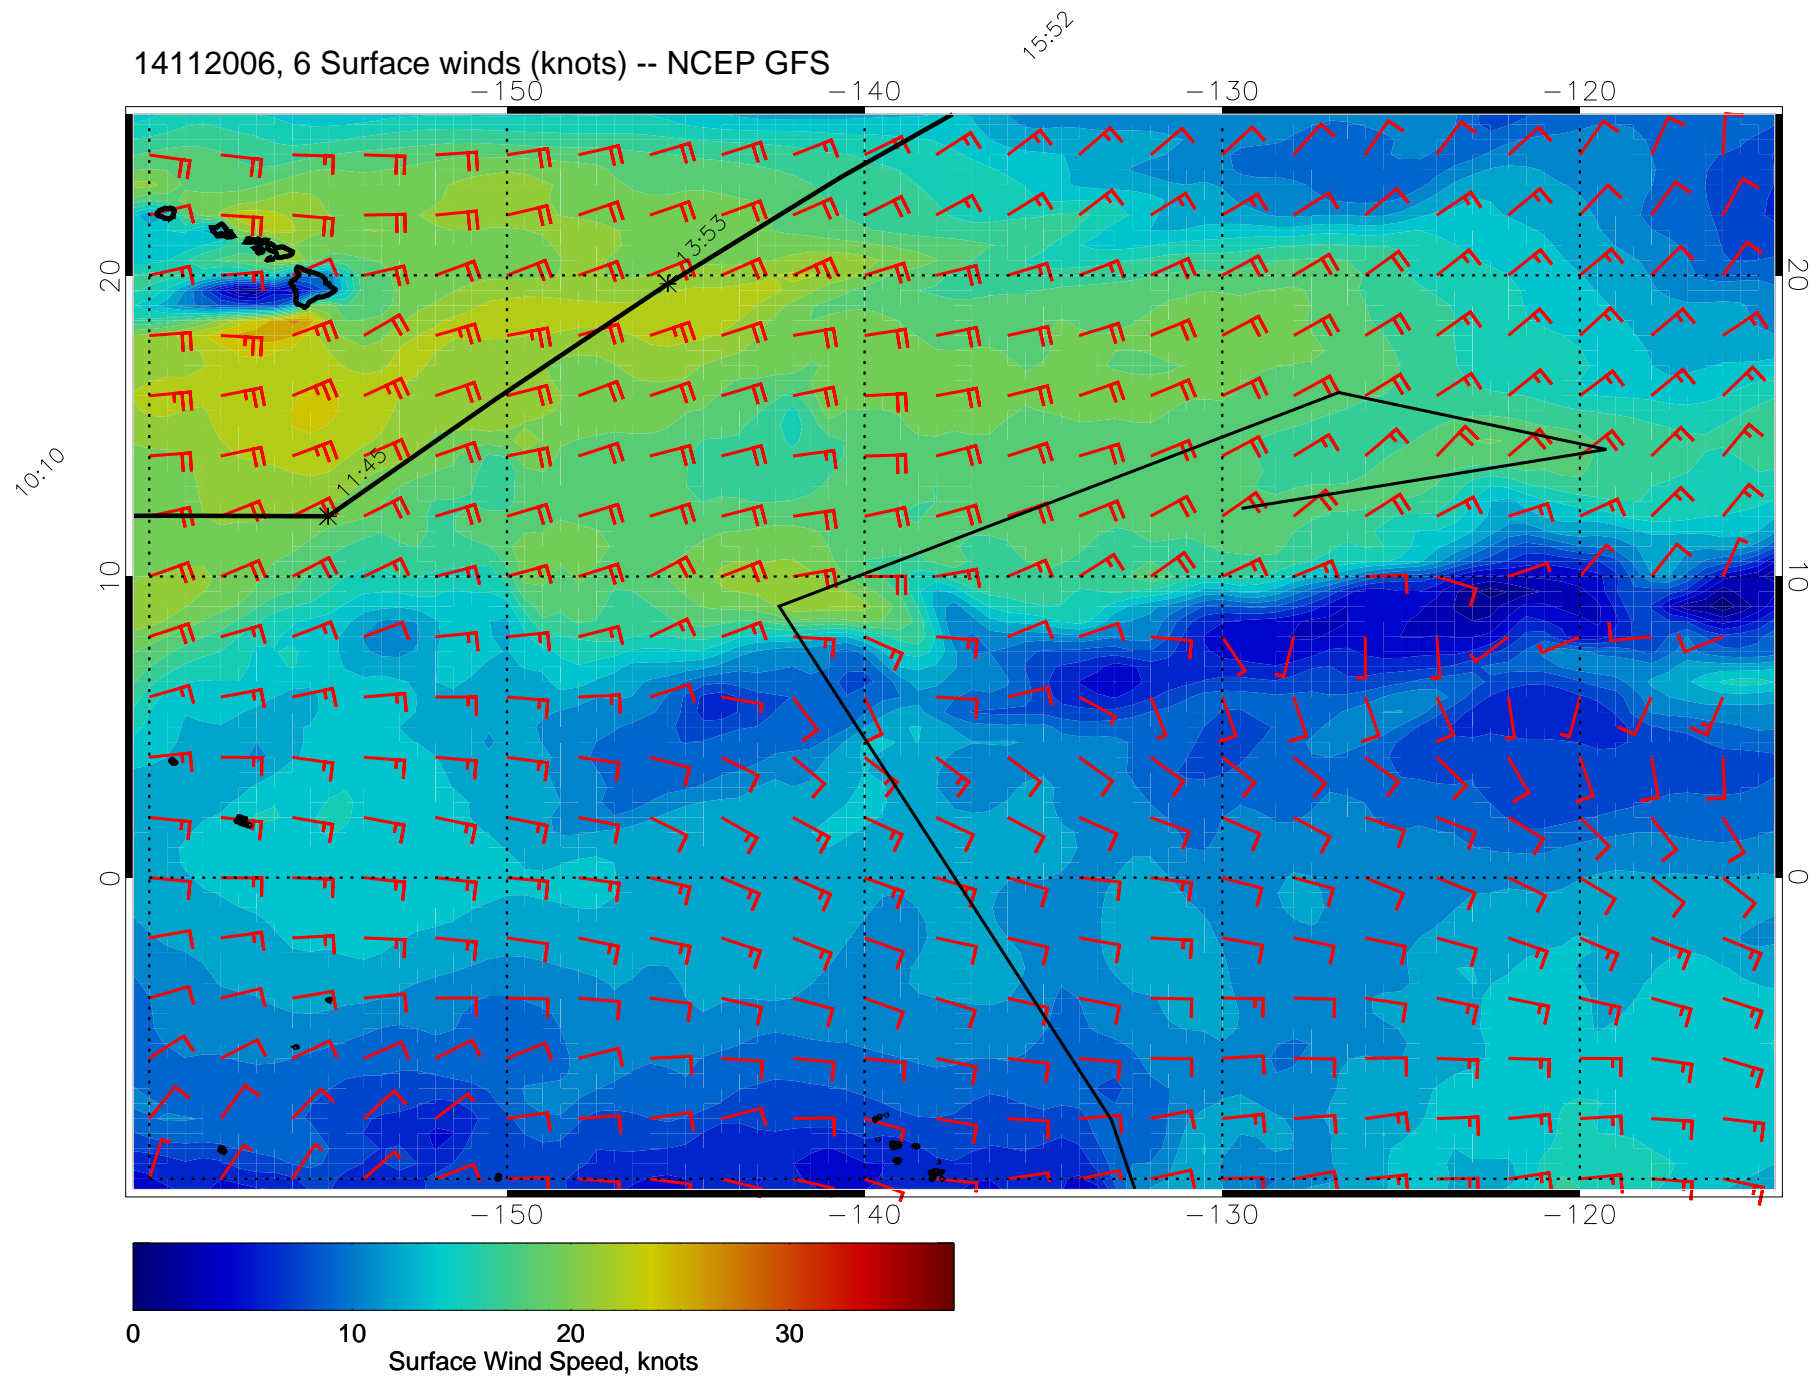 15:52
14112006, 6 Surface winds (knots) -- NCEP GFS
-150 -140 -130 -120
13:53
20 20
11:45
10:10
10 10
0 0
-150 -140 -130 -120
0 10 20 30
Surface Wind Speed, knots